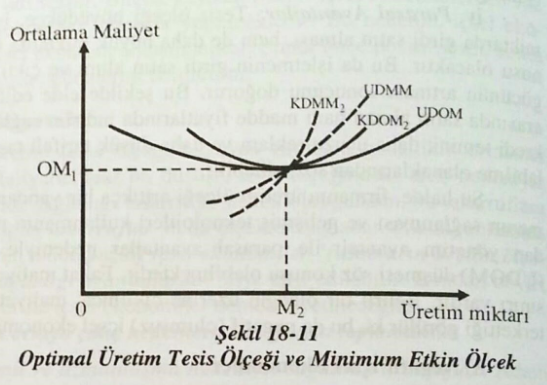 Ortalama Maliyet
KDMM2
UDMM
KDOM2
UDOM
OM1
0
M2
Üretim miktarı
Şekil 18-11
Optimal Üretim Tesis Ölçeği ve Minimum Etkin Ölçek